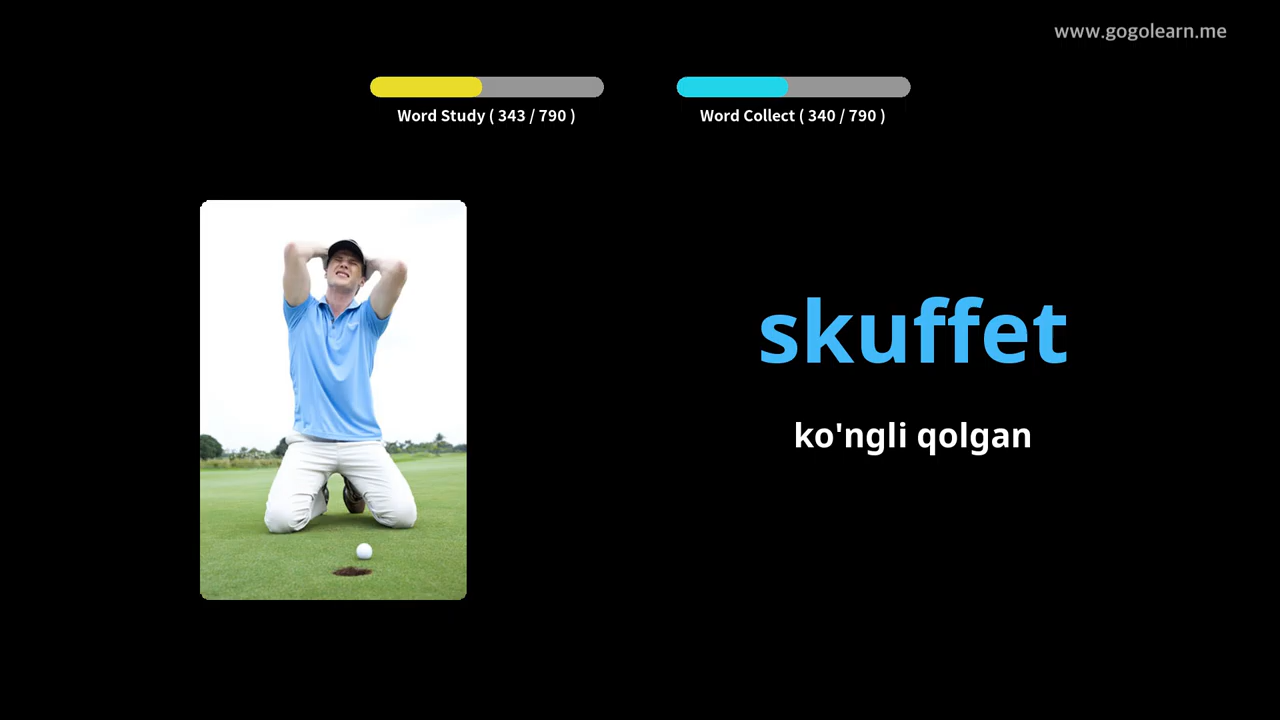 www.gogolearn.me
Word Study ( 343 / 790 )
Word Collect ( 340 / 790 )
skuffet
ko'ngli qolgan